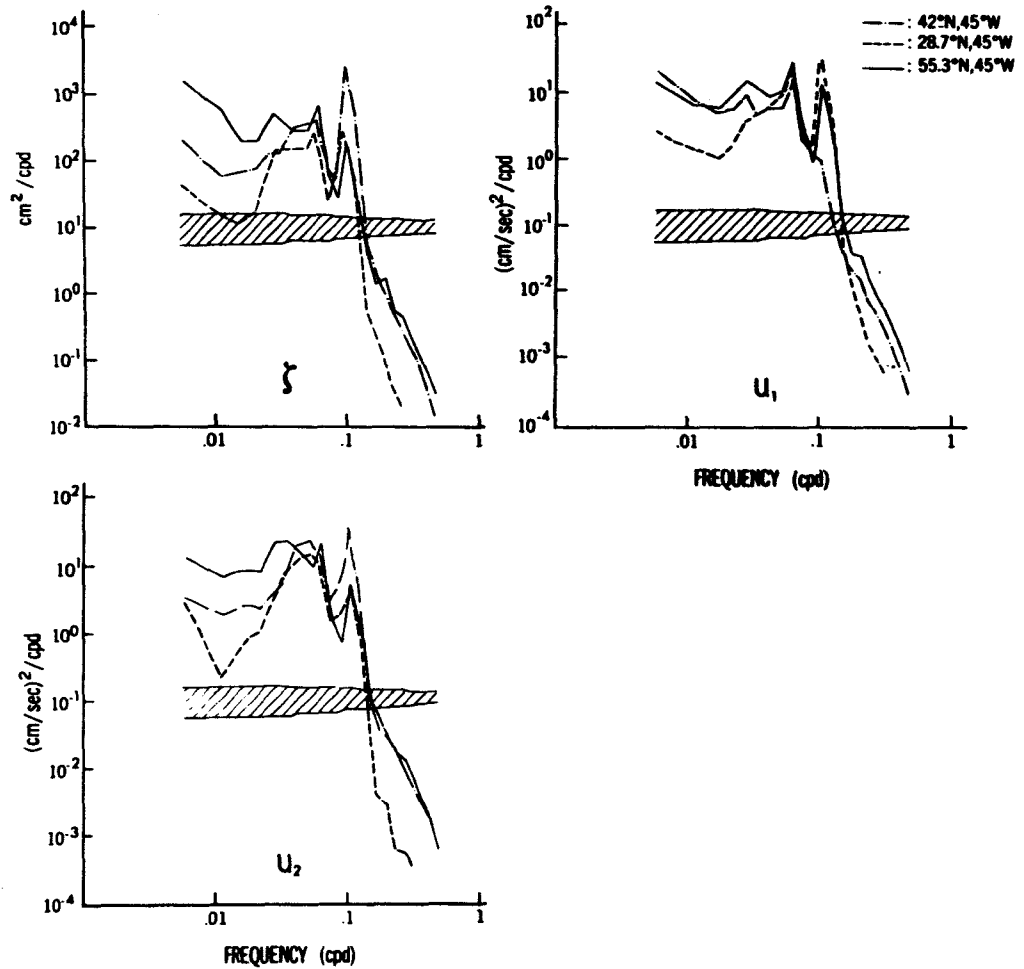 10⁴
10³
10²
10¹
10⁰
10⁻¹
10⁻²
cm²/cpd
ζ
.01
.1
1
10²
10¹
10⁰
10⁻¹
10⁻²
10⁻³
10⁻⁴
(cm/sec)²/cpd
U₁
.01
.1
1
FREQUENCY (cpd)
: 42°N,45°W
: 28.7°N,45°W
: 55.3°N,45°W
10²
10¹
10⁰
10⁻¹
10⁻²
10⁻³
10⁻⁴
(cm/sec)²/cpd
U₂
.01
.1
1
FREQUENCY (cpd)